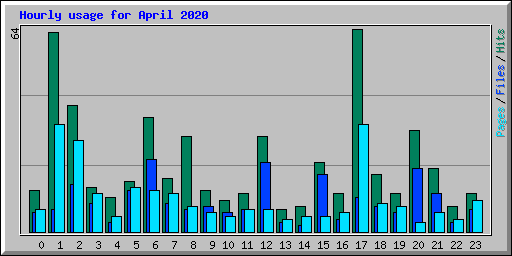 Hourly usage for April 2020
64
Pages/Files/Hits
0 1 2 3 4 5 6 7 8 9 10 11 12 13 14 15 16 17 18 19 20 21 22 23